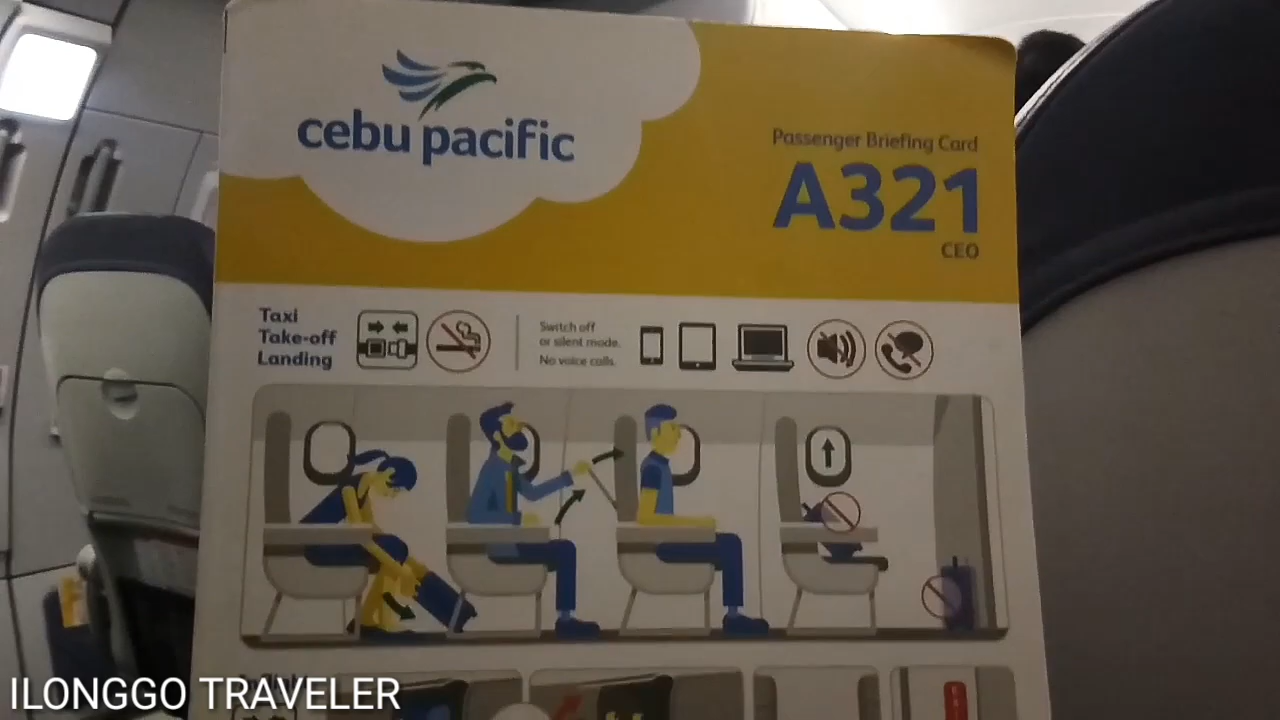 cebu pacific
Passenger Briefing Card
A321
CEO
Taxi
Take-off
Landing
Switch off
or silent mode.
No voice calls.
ILONGGO TRAVELER